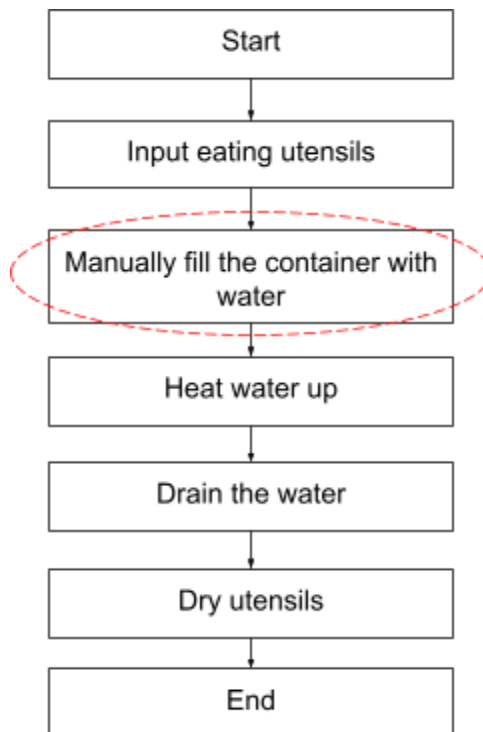 Start
Input eating utensils
Manually fill the container with
water
Heat water up
Drain the water
Dry utensils
End